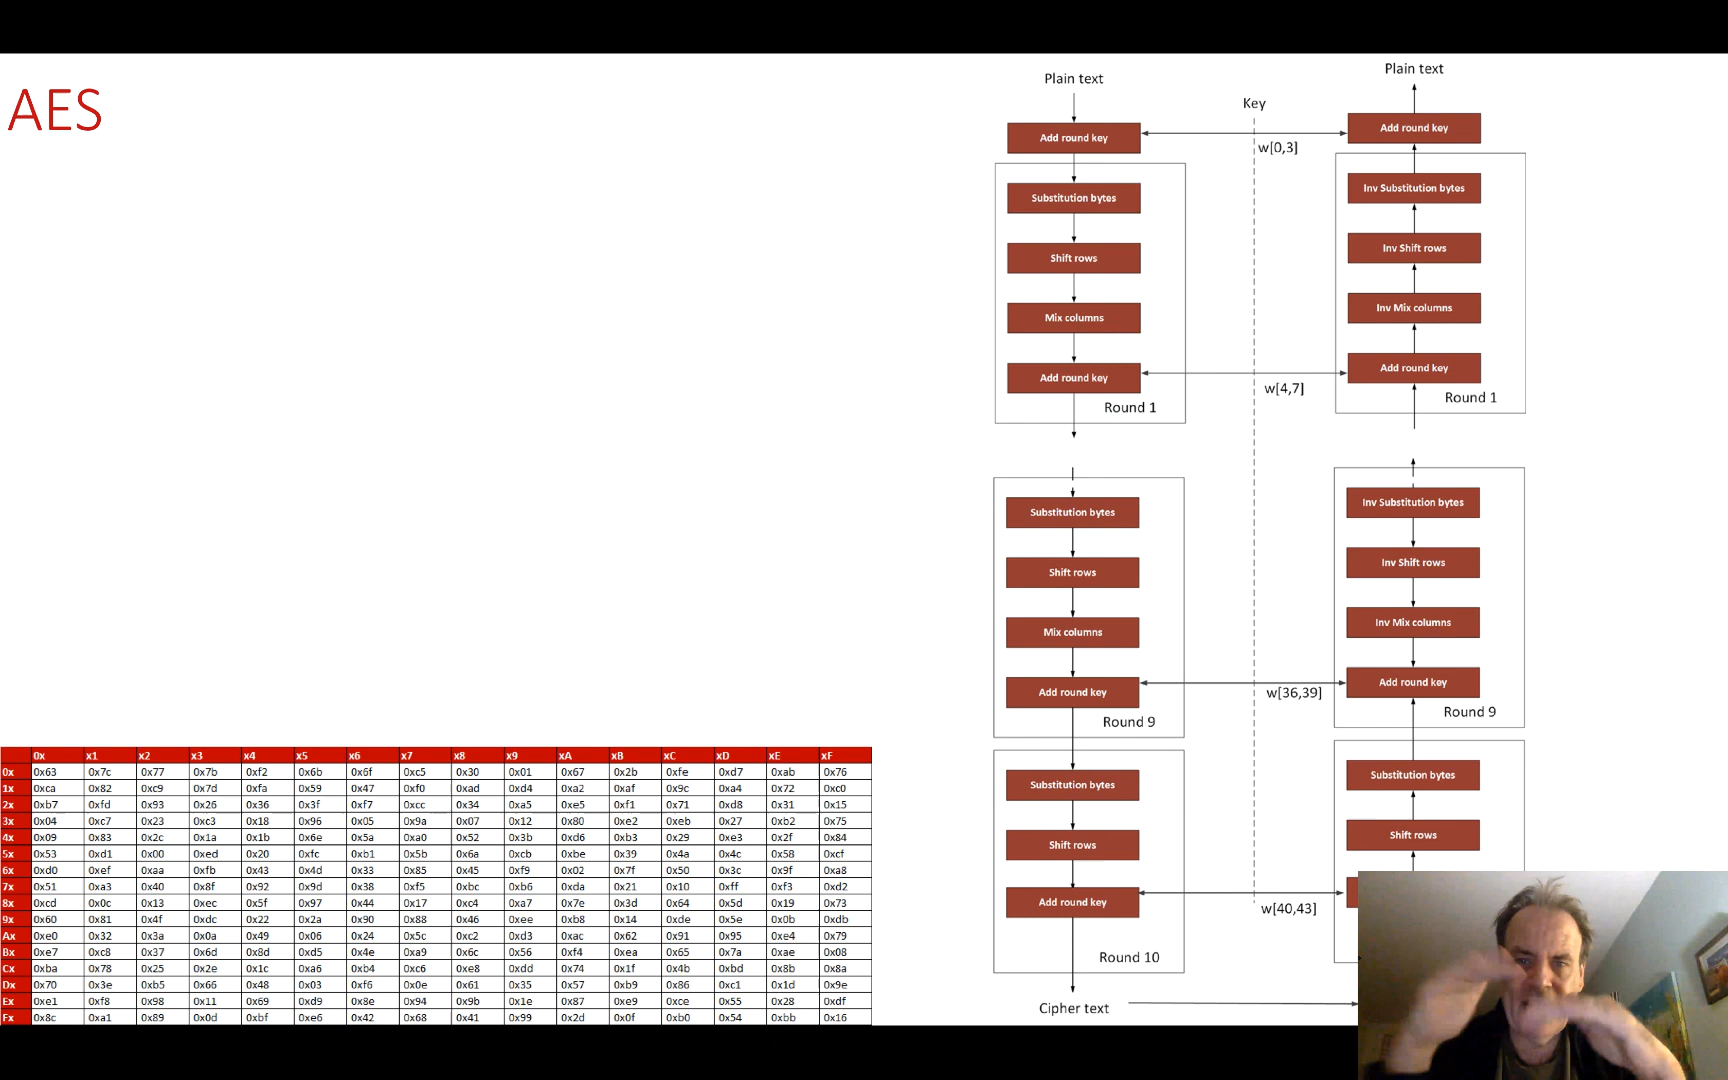 AES
Plain text
Add round key
Substitution bytes
Shift rows
Mix columns
Add round key
Round 1
Substitution bytes
Shift rows
Mix columns
Add round key
Round 9
Substitution bytes
Shift rows
Add round key
Round 10
Cipher text
Key
w[0,3]
w[4,7]
w[36,39]
w[40,43]
Plain text
Add round key
Inv Substitution bytes
Inv Shift rows
Inv Mix columns
Add round key
Round 1
Inv Substitution bytes
Inv Shift rows
Inv Mix columns
Add round key
Round 9
Substitution bytes
Shift rows
0x x1 x2 x3 x4 x5 x6 x7 x8 x9 xA xB xC xD xE xF
0x 0x63 0x7c 0x77 0x7b 0xf2 0x6b 0x6f 0xc5 0x30 0x01 0x67 0x2b 0xfe 0xd7 0xab 0x76
1x 0xca 0x82 0xc9 0x7d 0xfa 0x59 0x47 0xf0 0xad 0xd4 0xa2 0xaf 0x9c 0xa4 0x72 0xc0
2x 0xb7 0xfd 0x93 0x26 0x36 0x3f 0xf7 0xcc 0x34 0xa5 0xe5 0xf1 0x71 0xd8 0x31 0x15
3x 0x04 0xc7 0x23 0xc3 0x18 0x96 0x05 0x9a 0x07 0x12 0x80 0xe2 0xeb 0x27 0xb2 0x75
4x 0x09 0x83 0x2c 0x1a 0x1b 0x6e 0x5a 0xa0 0x52 0x3b 0xd6 0xb3 0x29 0xe3 0x2f 0x84
5x 0x53 0xd1 0x00 0xed 0x20 0xfc 0xb1 0x5b 0x6a 0xcb 0xbe 0x39 0x4a 0x4c 0x58 0xcf
6x 0xd0 0xef 0xaa 0xfb 0x43 0x4d 0x33 0x85 0x45 0xf9 0x02 0x7f 0x50 0x3c 0x9f 0xa8
7x 0x51 0xa3 0x40 0x8f 0x92 0x9d 0x38 0xf5 0xbc 0xb6 0xda 0x21 0x10 0xff 0xf3 0xd2
8x 0xcd 0x0c 0x13 0xec 0x5f 0x97 0x44 0x17 0xc4 0xa7 0x7e 0x3d 0x64 0x5d 0x19 0x73
9x 0x60 0x81 0x4f 0xdc 0x22 0x2a 0x90 0x88 0x46 0xee 0xb8 0x14 0xde 0x5e 0x0b 0xdb
Ax 0xe0 0x32 0x3a 0x0a 0x49 0x06 0x24 0x5c 0xc2 0xd3 0xac 0x62 0x91 0x95 0xe4 0x79
Bx 0xe7 0xc8 0x37 0x6d 0x8d 0xd5 0x4e 0xa9 0x6c 0x56 0xf4 0xea 0x65 0x7a 0xae 0x08
Cx 0xba 0x78 0x25 0x2e 0x1c 0xa6 0xb4 0xc6 0xe8 0xdd 0x74 0x1f 0x4b 0xbd 0x8b 0x8a
Dx 0x70 0x3e 0xb5 0x66 0x48 0x03 0xf6 0x0e 0x61 0x35 0x57 0xb9 0x86 0xc1 0x1d 0x9e
Ex 0xe1 0xf8 0x98 0x11 0x69 0xd9 0x8e 0x94 0x9b 0x1e 0x87 0xe9 0xce 0x55 0x28 0xdf
Fx 0x8c 0xa1 0x89 0x0d 0xbf 0xe6 0x42 0x68 0x41 0x99 0x2d 0x0f 0xb0 0x54 0xbb 0x16